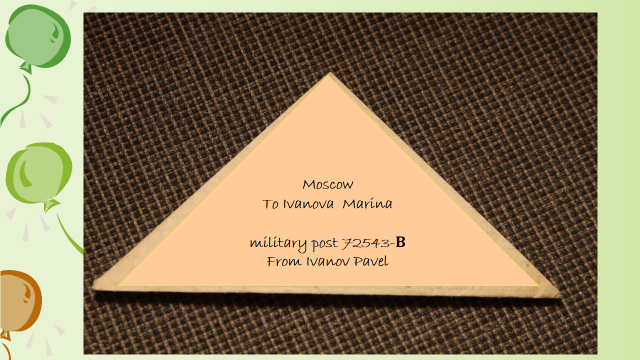 Moscow
To Ivanova Marina
military post 72543-B
From Ivanov Pavel